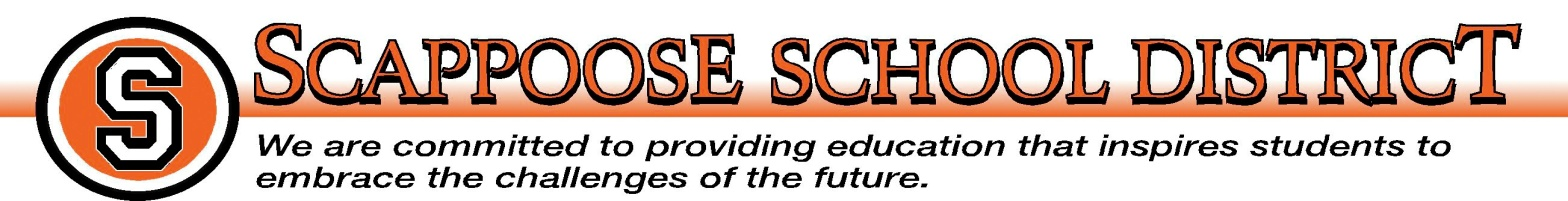 S
SCAPPOOSE SCHOOL DISTRICT
We are committed to providing education that inspires students to
embrace the challenges of the future.